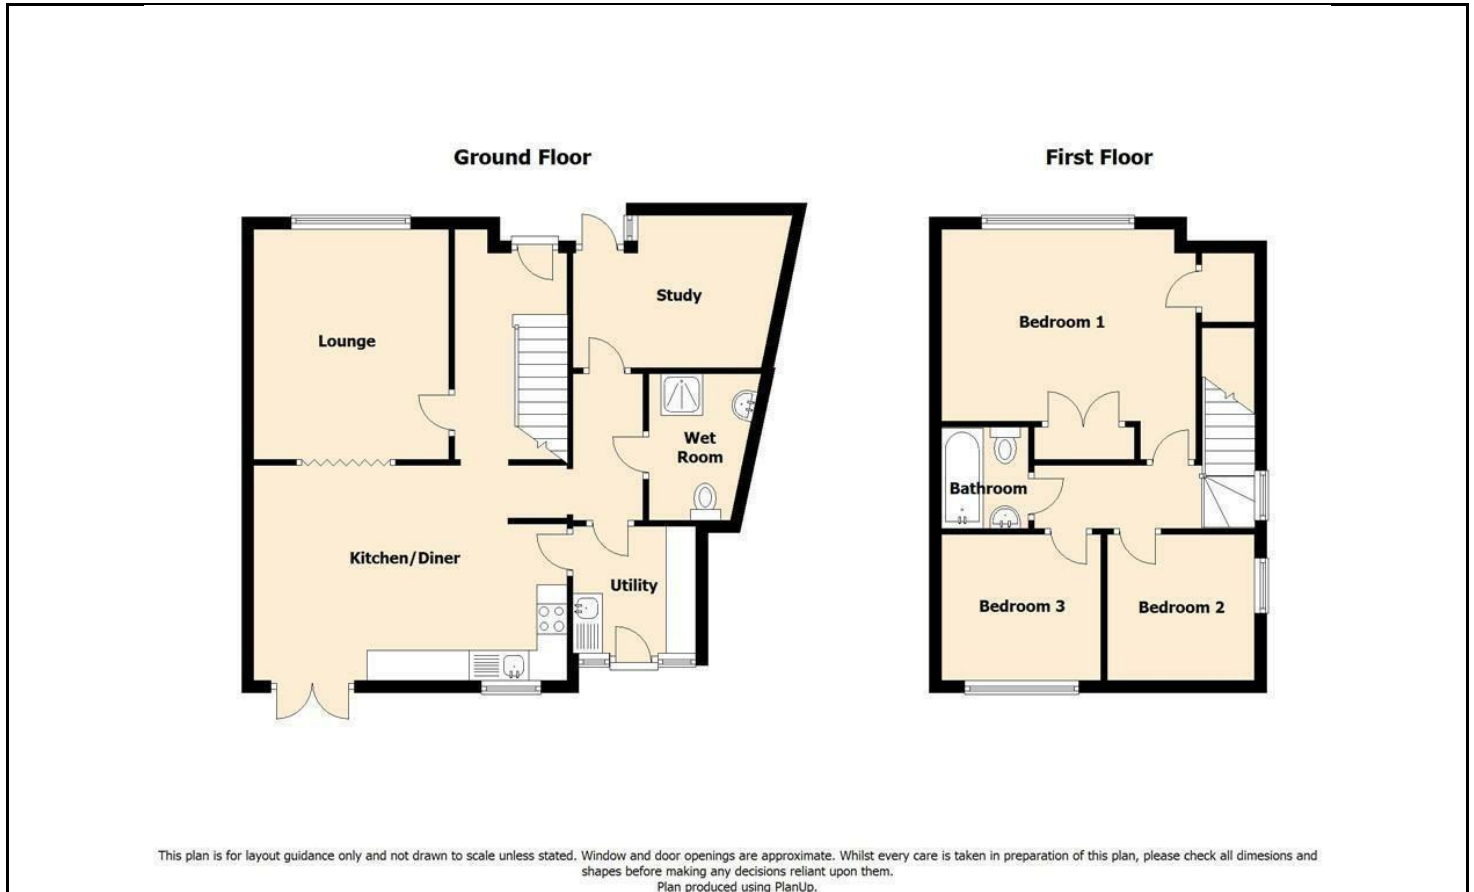 Ground Floor
First Floor
Study
Lounge
Bedroom 1
Wet
Room
Bathroom
Kitchen/Diner
Utility
Bedroom 3
Bedroom 2
This plan is for layout guidance only and not drawn to scale unless stated. Window and door openings are approximate. Whilst every care is taken in preparation of this plan, please check all dimesions and
shapes before making any decisions reliant upon them.
Plan produced using PlanUp.